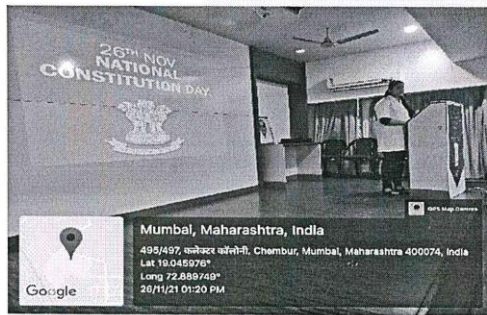 26TH NOV
NATIONAL
CONSTITUTION DAY
GPS Map Camera
Mumbai, Maharashtra, India
495/497, कलेक्टर कॉलोनी, Chembur, Mumbai, Maharashtra 400074, India
Lat 19.045976°
Long 72.889749°
26/11/21 01:20 PM
Google